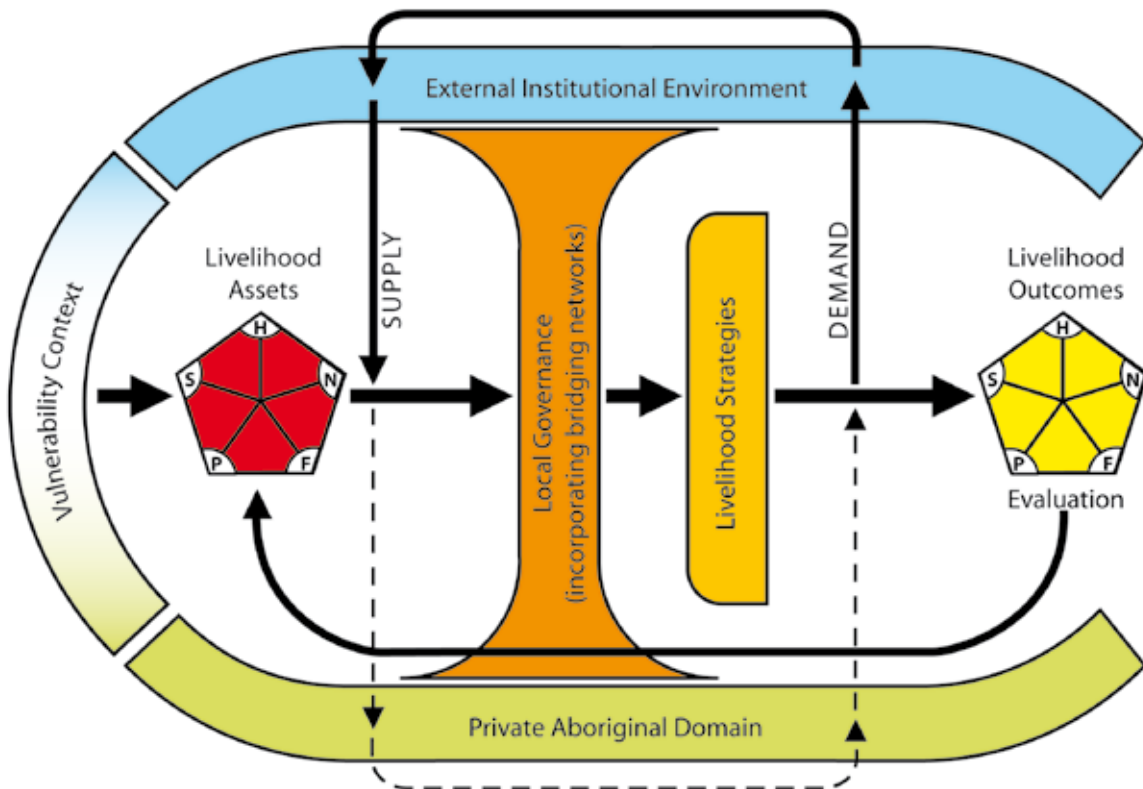 External Institutional Environment
Vulnerability Context
Livelihood
Assets
H
S
N
P
F
SUPPLY
Local Governance
(incorporating bridging networks)
Livelihood Strategies
DEMAND
Livelihood
Outcomes
H
S
N
P
F
Evaluation
Private Aboriginal Domain